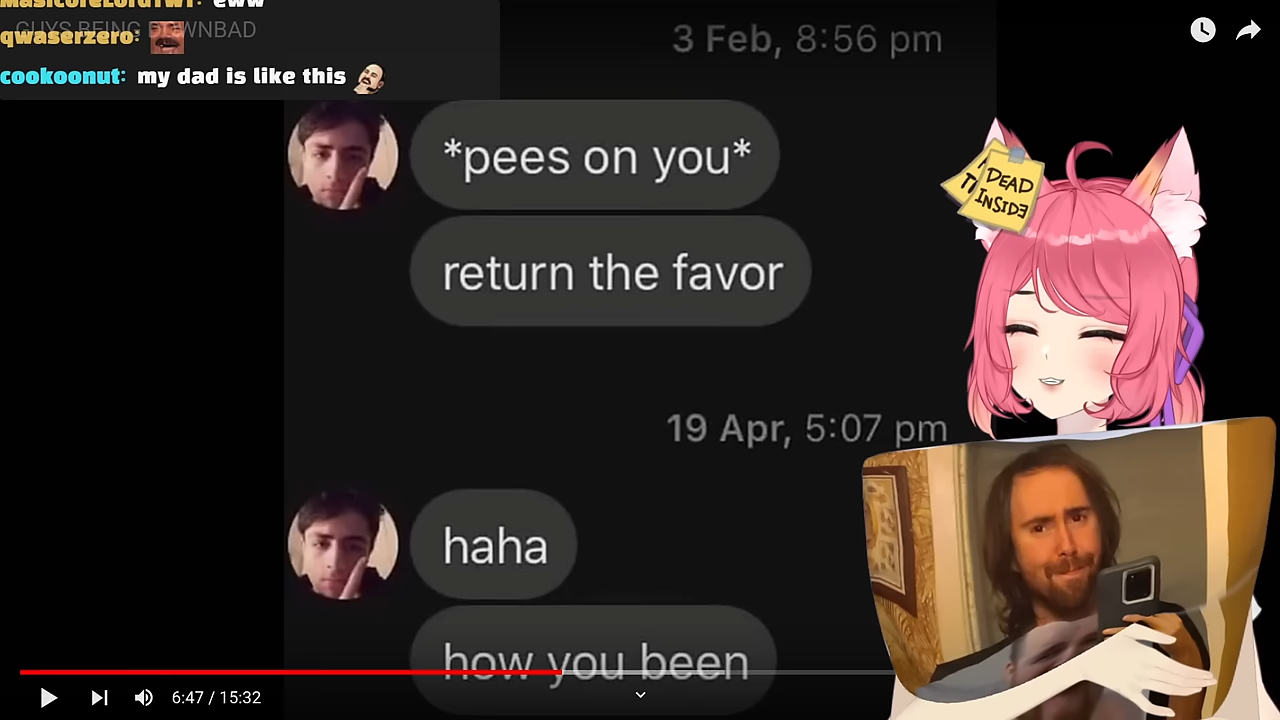 MasicoreLordTWT: eww
GUYS BEING DOWNBAD
qwaserzero:
cookoonut: my dad is like this
3 Feb, 8:56 pm
*pees on you*
return the favor
DEAD
INSIDE
19 Apr, 5:07 pm
haha
how you been
6:47 / 15:32